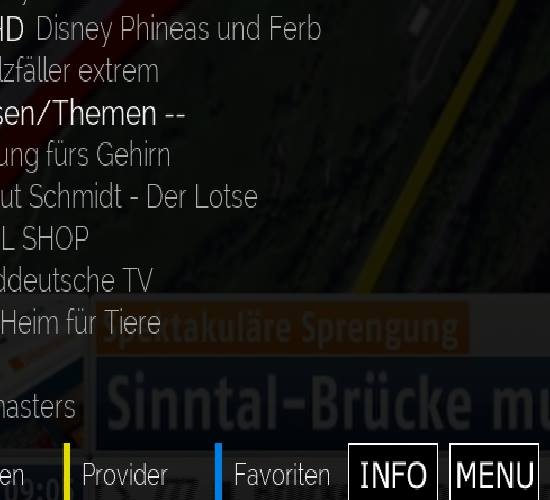 HD Disney Phineas und Ferb
lzfäller extrem
sen/Themen --
ung fürs Gehirn
ut Schmidt - Der Lotse
L SHOP
ddeutsche TV
Heim für Tiere
Spektakuläre Sprengung
masters
Sinntal-Brücke mu
en Provider Favoriten INFO MENU